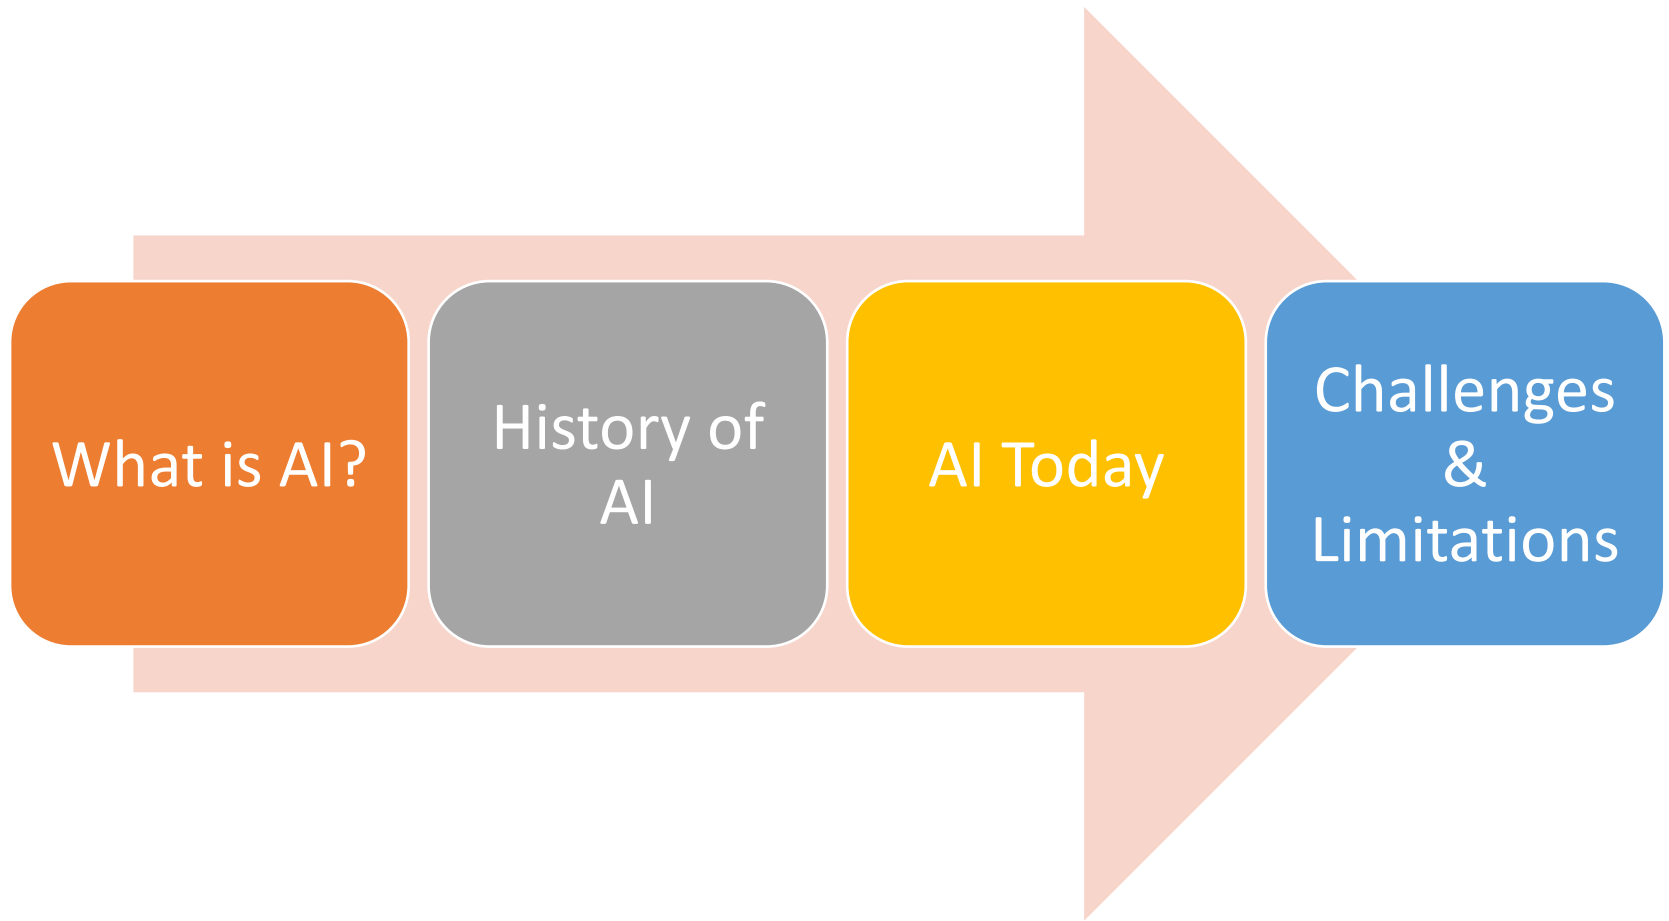 What is AI?
History of
AI
AI Today
Challenges
&
Limitations